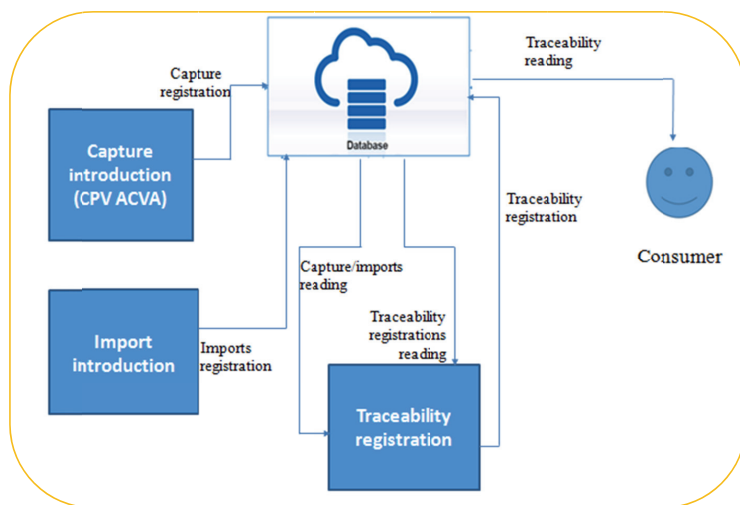 Traceability
reading
Capture
registration
Database
Capture
introduction
(CPV ACVA)
Traceability
registration
Consumer
Capture/imports
reading
Traceability
registrations
reading
Import
introduction
Imports
registration
Traceability
registration